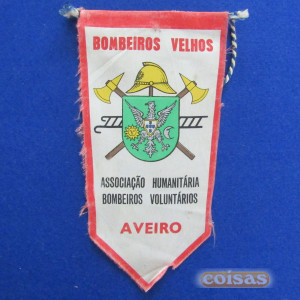 BOMBEIROS VELHOS
ASSOCIAÇÃO HUMANITÁRIA
BOMBEIROS VOLUNTÁRIOS
AVEIRO
coisas